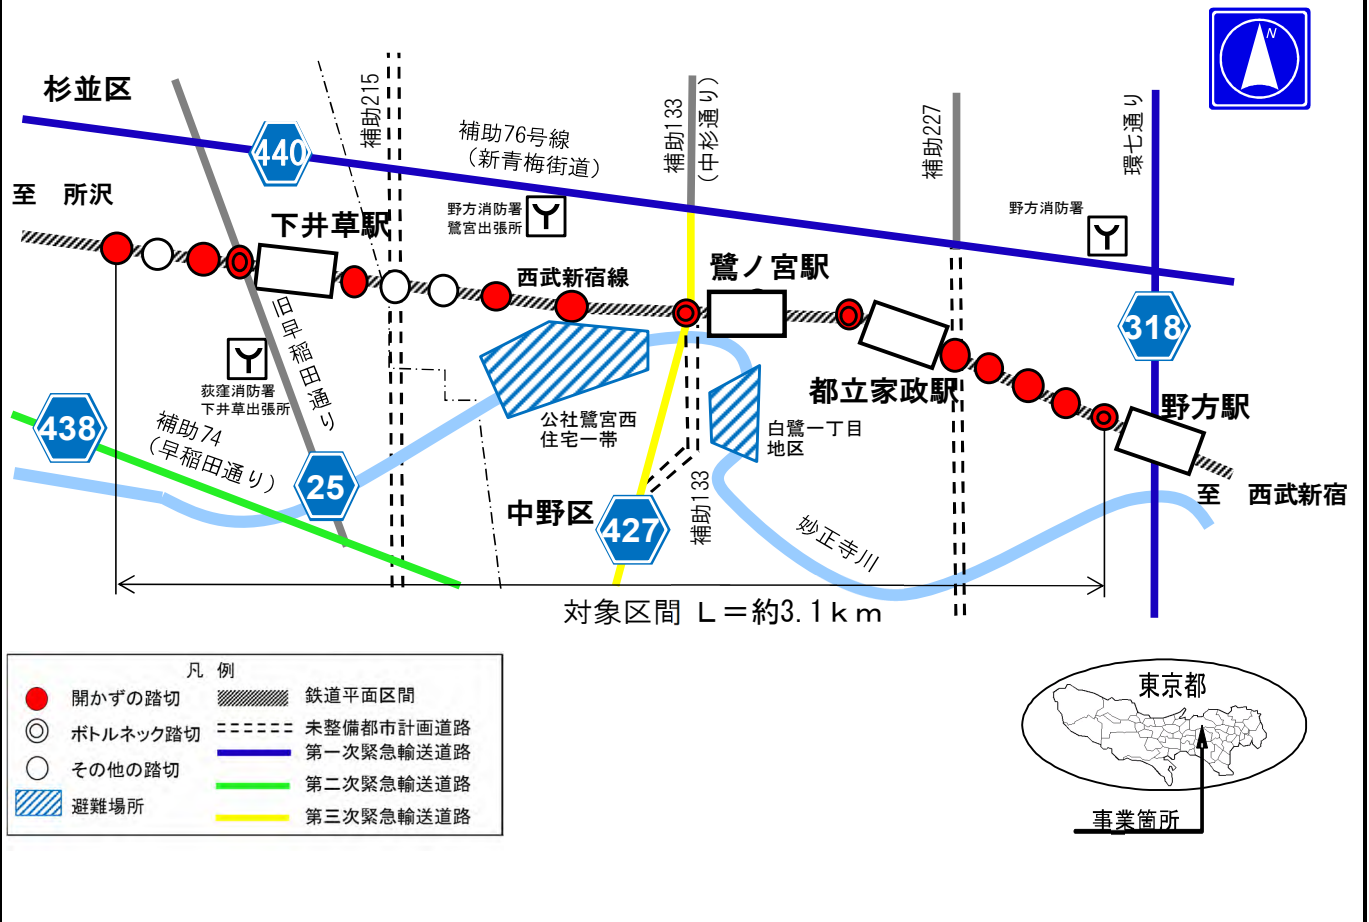 N
杉並区
440
補助215
補助76号線
（新青梅街道）
補助133
（中杉通り）
補助227
環七通り
至　所沢
下井草駅
野方消防署
鷺宮出張所
野方消防署
西武新宿線
鷺ノ宮駅
318
旧早稲田通り
荻窪消防署
下井草出張所
都立家政駅
野方駅
438
補助74
（早稲田通り）
25
公社鷺宮西
住宅一帯
白鷺一丁目
地区
中野区
427
補助133
妙正寺川
至　西武新宿
対象区間 Ｌ＝約3.1ｋｍ
凡 例
開かずの踏切
鉄道平面区間
ボトルネック踏切
未整備都市計画道路
第一次緊急輸送道路
その他の踏切
第二次緊急輸送道路
避難場所
第三次緊急輸送道路
東京都
事業箇所